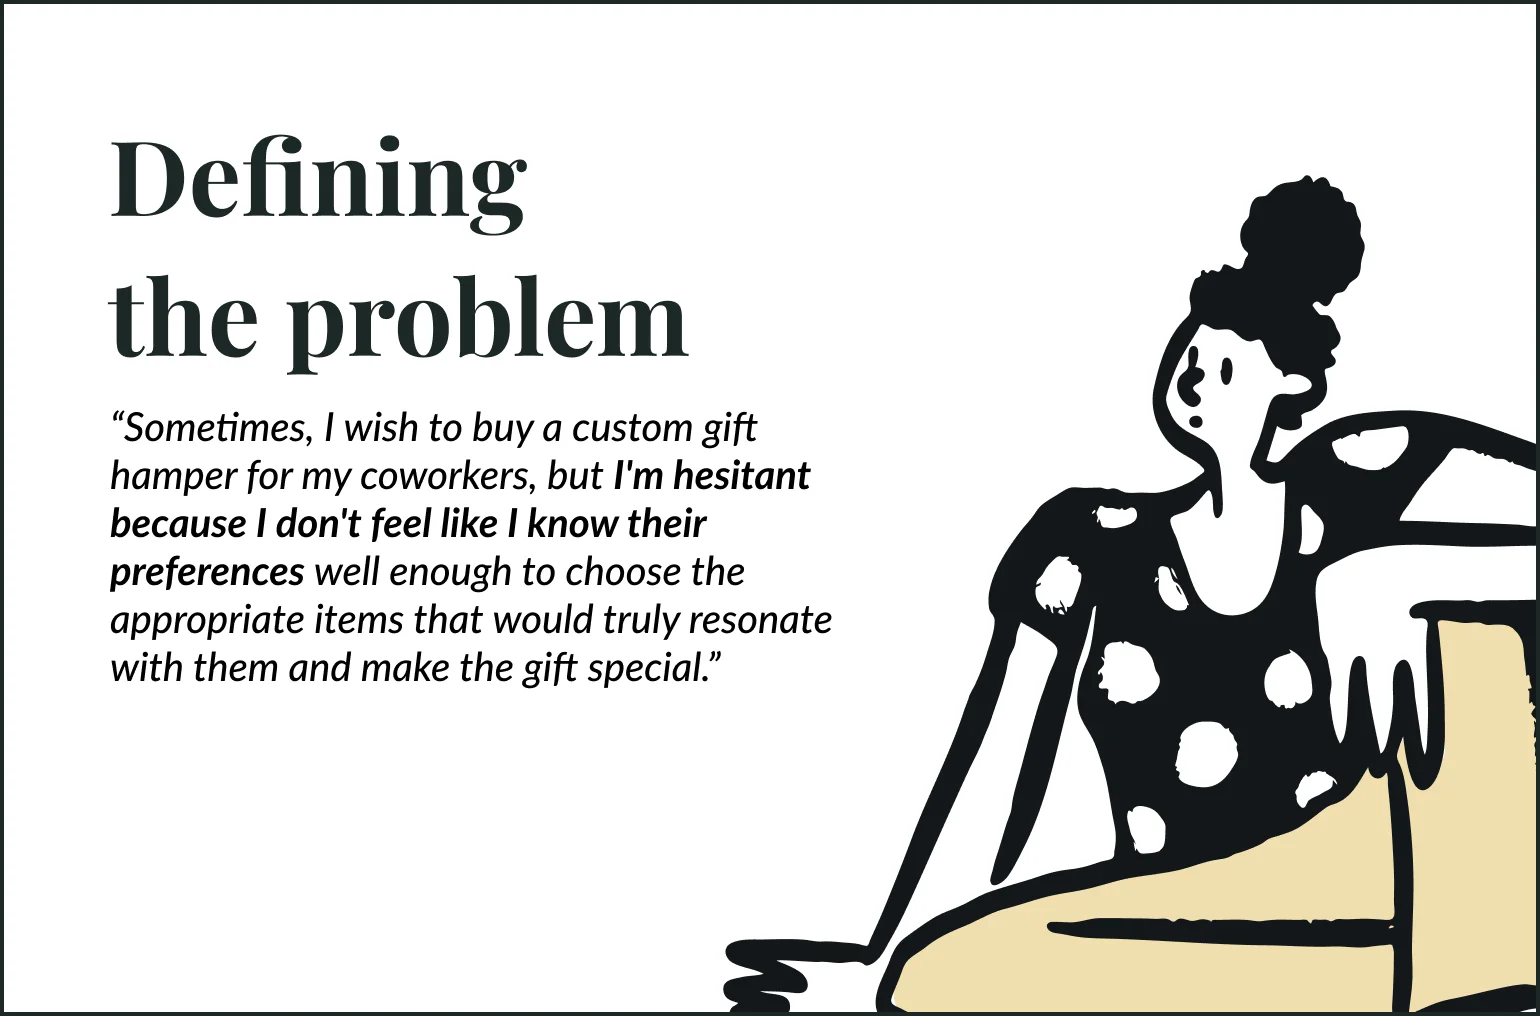 Defining
the problem
“Sometimes, I wish to buy a custom gift
hamper for my coworkers, but I'm hesitant
because I don't feel like I know their
preferences well enough to choose the
appropriate items that would truly resonate
with them and make the gift special.”